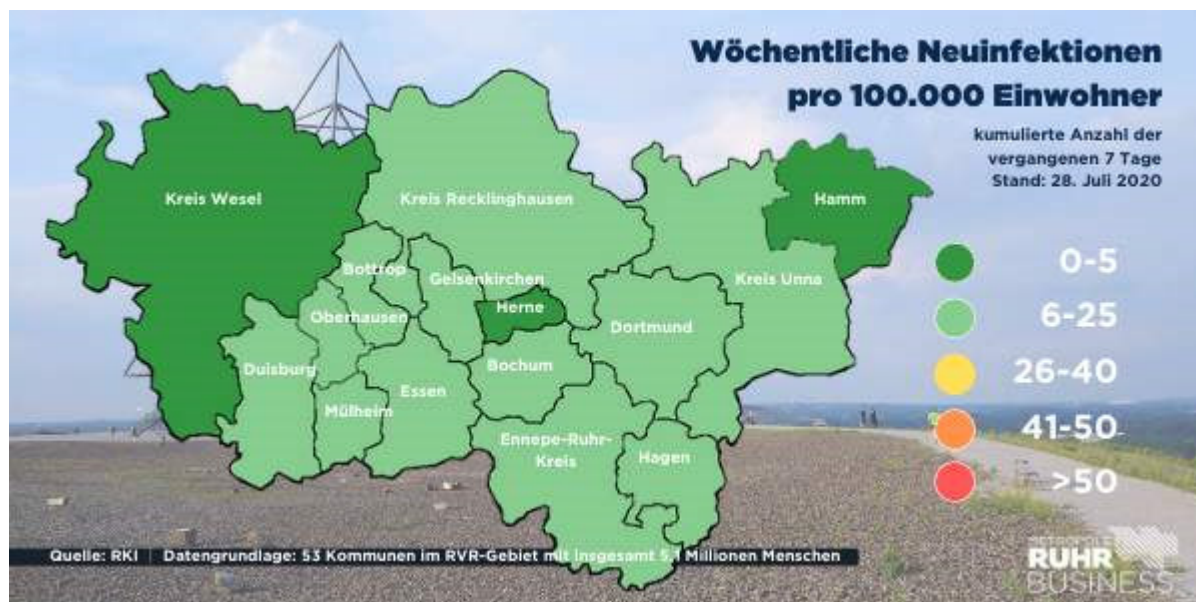 Wöchentliche Neuinfektionen
pro 100.000 Einwohner
kumulierte Anzahl der
vergangenen 7 Tage
Stand: 28. Juli 2020
Kreis Wesel
Kreis Recklinghausen
Hamm
Bottrop
Gelsenkirchen
Kreis Unna
Herne
Oberhausen
Dortmund
Duisburg
Bochum
Essen
Mülheim
Ennepe-Ruhr-
Kreis
Hagen
0-5
6-25
26-40
41-50
>50
Quelle: RKI | Datengrundlage: 53 Kommunen im RVR-Gebiet mit insgesamt 5,1 Millionen Menschen
METROPOLE
RUHR
BUSINESS